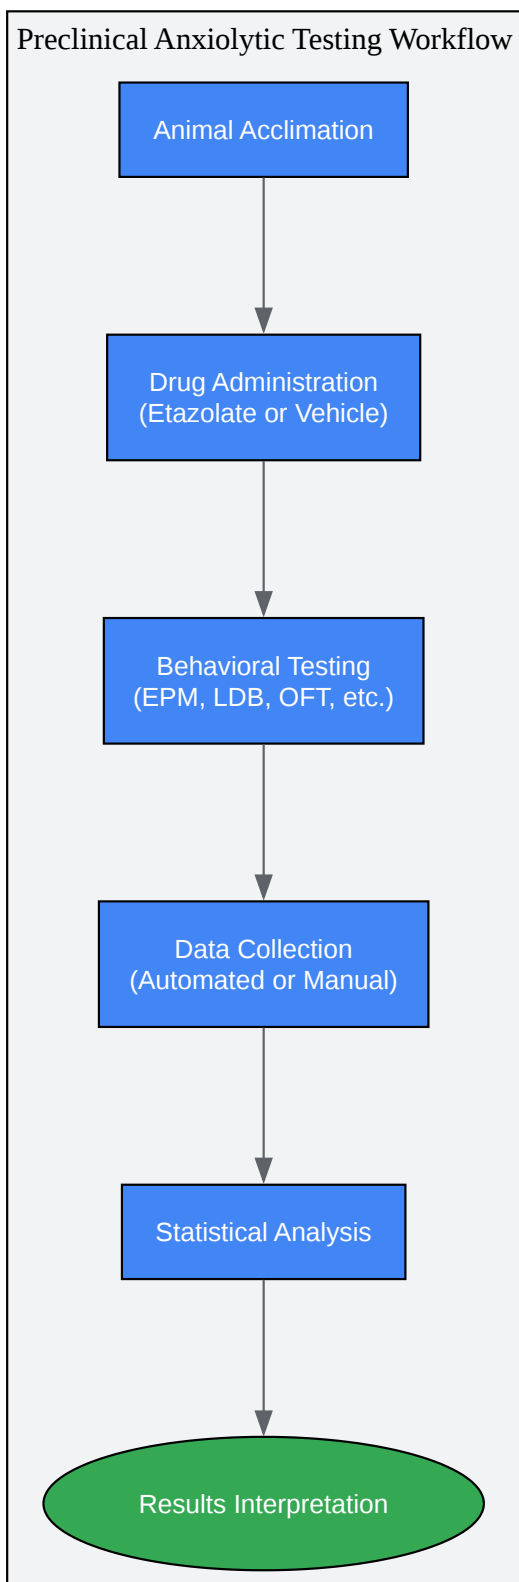 Preclinical Anxiolytic Testing Workflow
Animal Acclimation
Drug Administration
(Etazolate or Vehicle)
Behavioral Testing
(EPM, LDB, OFT, etc.)
Data Collection
(Automated or Manual)
Statistical Analysis
Results Interpretation